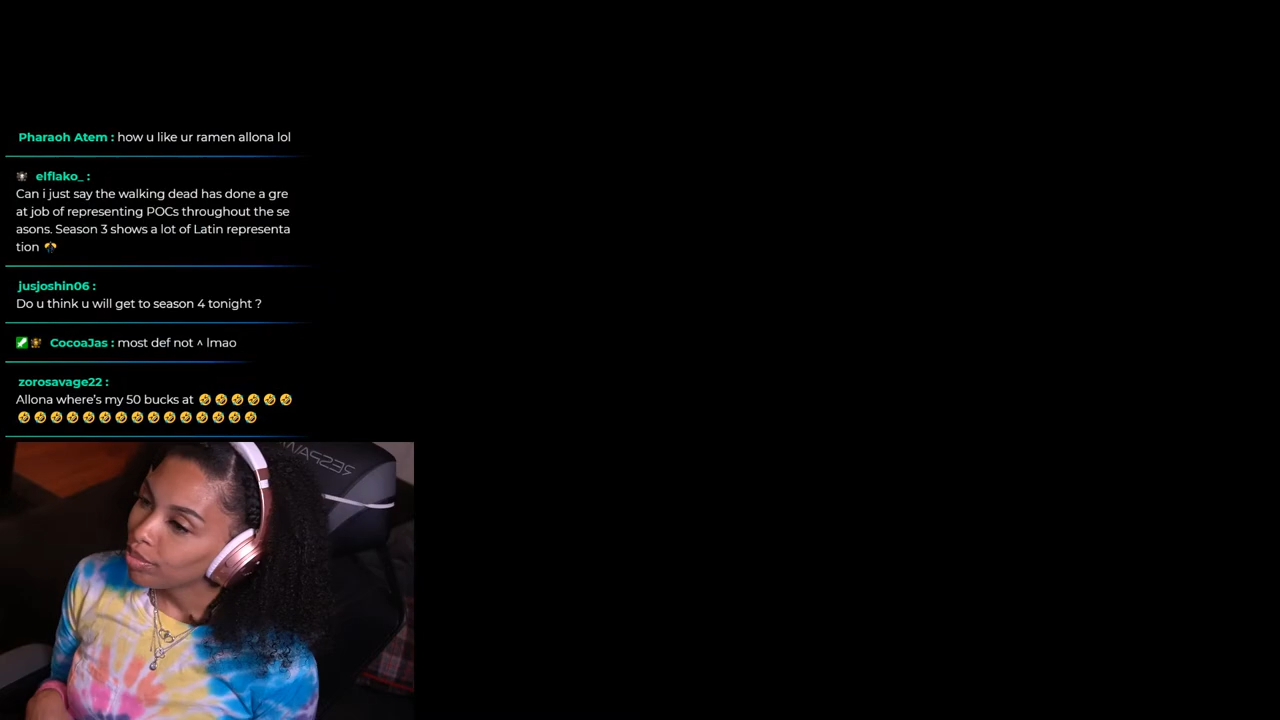 Pharaoh Atem : how u like ur ramen allona lol
elflako_ :
Can i just say the walking dead has done a gre
at job of representing POCs throughout the se
asons. Season 3 shows a lot of Latin representa
tion
jusjoshin06 :
Do u think u will get to season 4 tonight ?
CocoaJas : most def not ^ lmao
zorosavage22 :
Allona where's my 50 bucks at 🤣🤣🤣🤣🤣🤣
🤣🤣🤣🤣🤣🤣🤣🤣🤣🤣🤣🤣🤣🤣🤣
RESPAWN